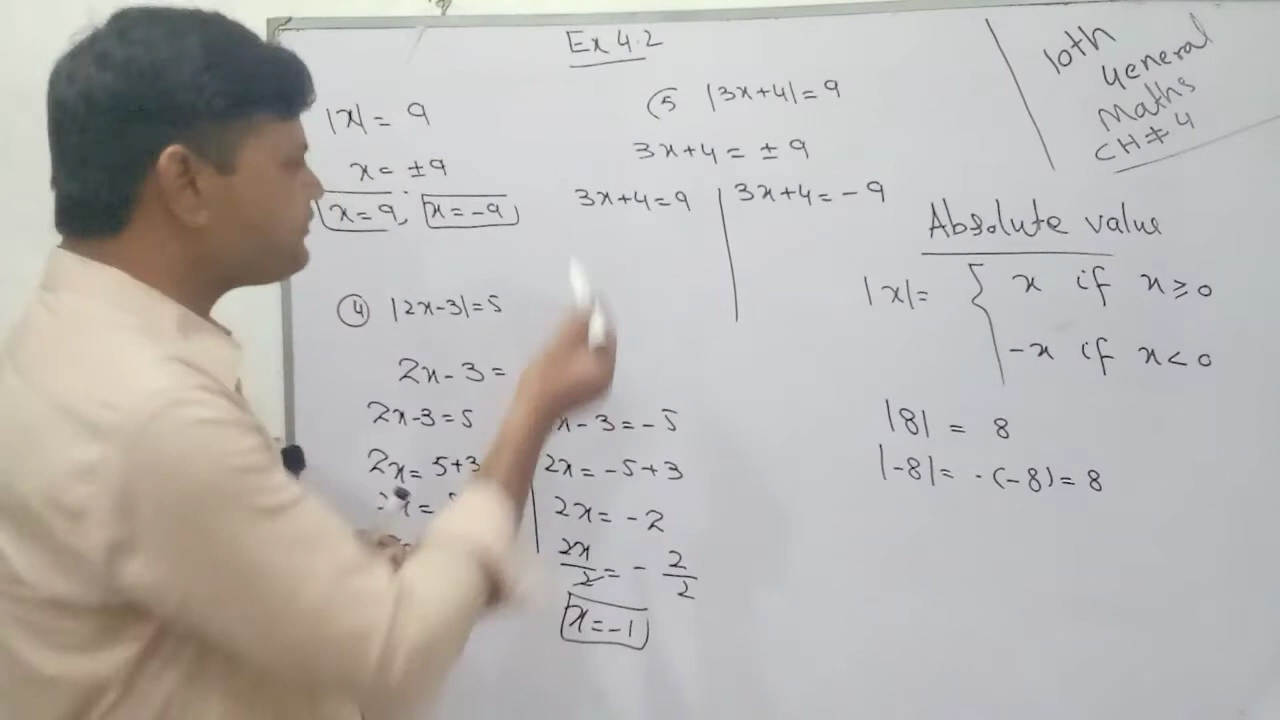 Ex 4.2
|x| = 9
x = ±9
x=9, x=-9
④ |2x-3|=5
2x-3=
2x-3=5
2x= 5+3
x-3=-5
2x=-5+3
2x=-2
2x/2=-2/2
x=-1
(5 |3x+4|=9
3x+4=±9
3x+4=9
3x+4=-9
10th
General
Maths
CH#4
Absolute value
|x|= { x if x≥0
-x if x<0
|8| = 8
|-8|= -(-8)=8